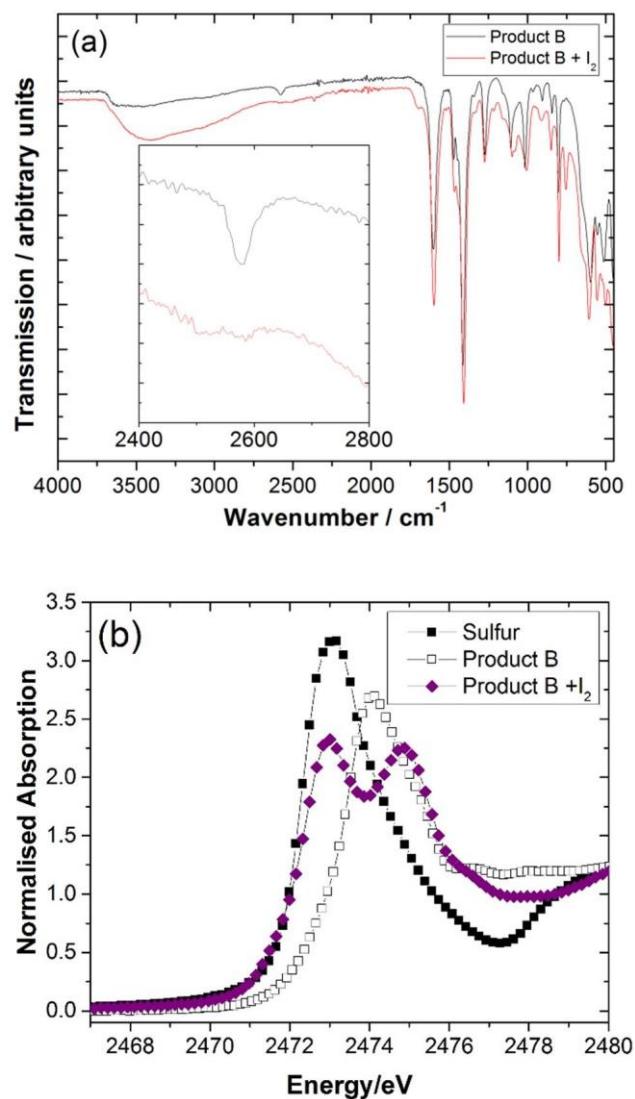 (a)
Product B
Product B + I₂
Transmission / arbitrary units
2400 2600 2800
4000 3500 3000 2500 2000 1500 1000 500
Wavenumber / cm⁻¹
(b)
Sulfur
Product B
Product B +I₂
Normalised Absorption
3.5
3.0
2.5
2.0
1.5
1.0
0.5
0.0
2468 2470 2472 2474 2476 2478 2480
Energy/eV